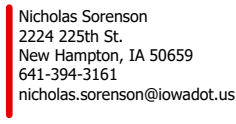 Nicholas Sorenson
2224 225th St.
New Hampton, IA 50659
641-394-3161
nicholas.sorenson@iowadot.us